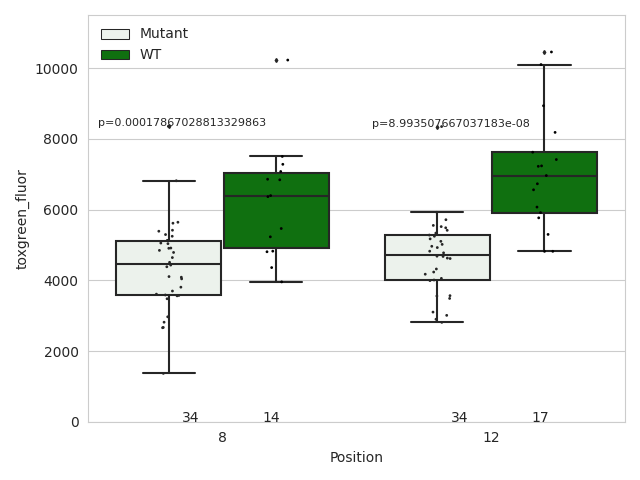 Mutant
WT
10000
8000
6000
4000
2000
0
toxgreen_fluor
p=0.00017867028813329863
p=8.993507667037183e-08
34 14 34 17
8 12
Position